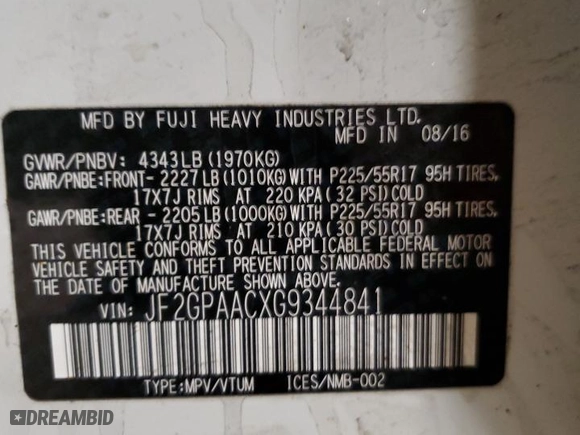 MFD BY FUJI HEAVY INDUSTRIES LTD.
MFD IN 08/16
GVWR/PNBV: 4343LB (1970KG)
GAWR/PNBE:FRONT- 2227LB(1010KG)WITH P225/55R17 95H TIRES,
17X7J RIMS AT 220 KPA(32 PSI)COLD
GAWR/PNBE:REAR - 2205LB(1000KG)WITH P225/55R17 95H TIRES,
17X7J RIMS AT 210 KPA(30 PSI)COLD
THIS VEHICLE CONFORMS TO ALL APPLICABLE FEDERAL MOTOR
VEHICLE SAFETY AND THEFT PREVENTION STANDARDS IN EFFECT ON
THE DATE OF MANUFACTURE SHOWN ABOVE.
VIN: JF2GPAACXG9344841
TYPE:MPV/VTUM ICES/NMB-002
DREAMBID